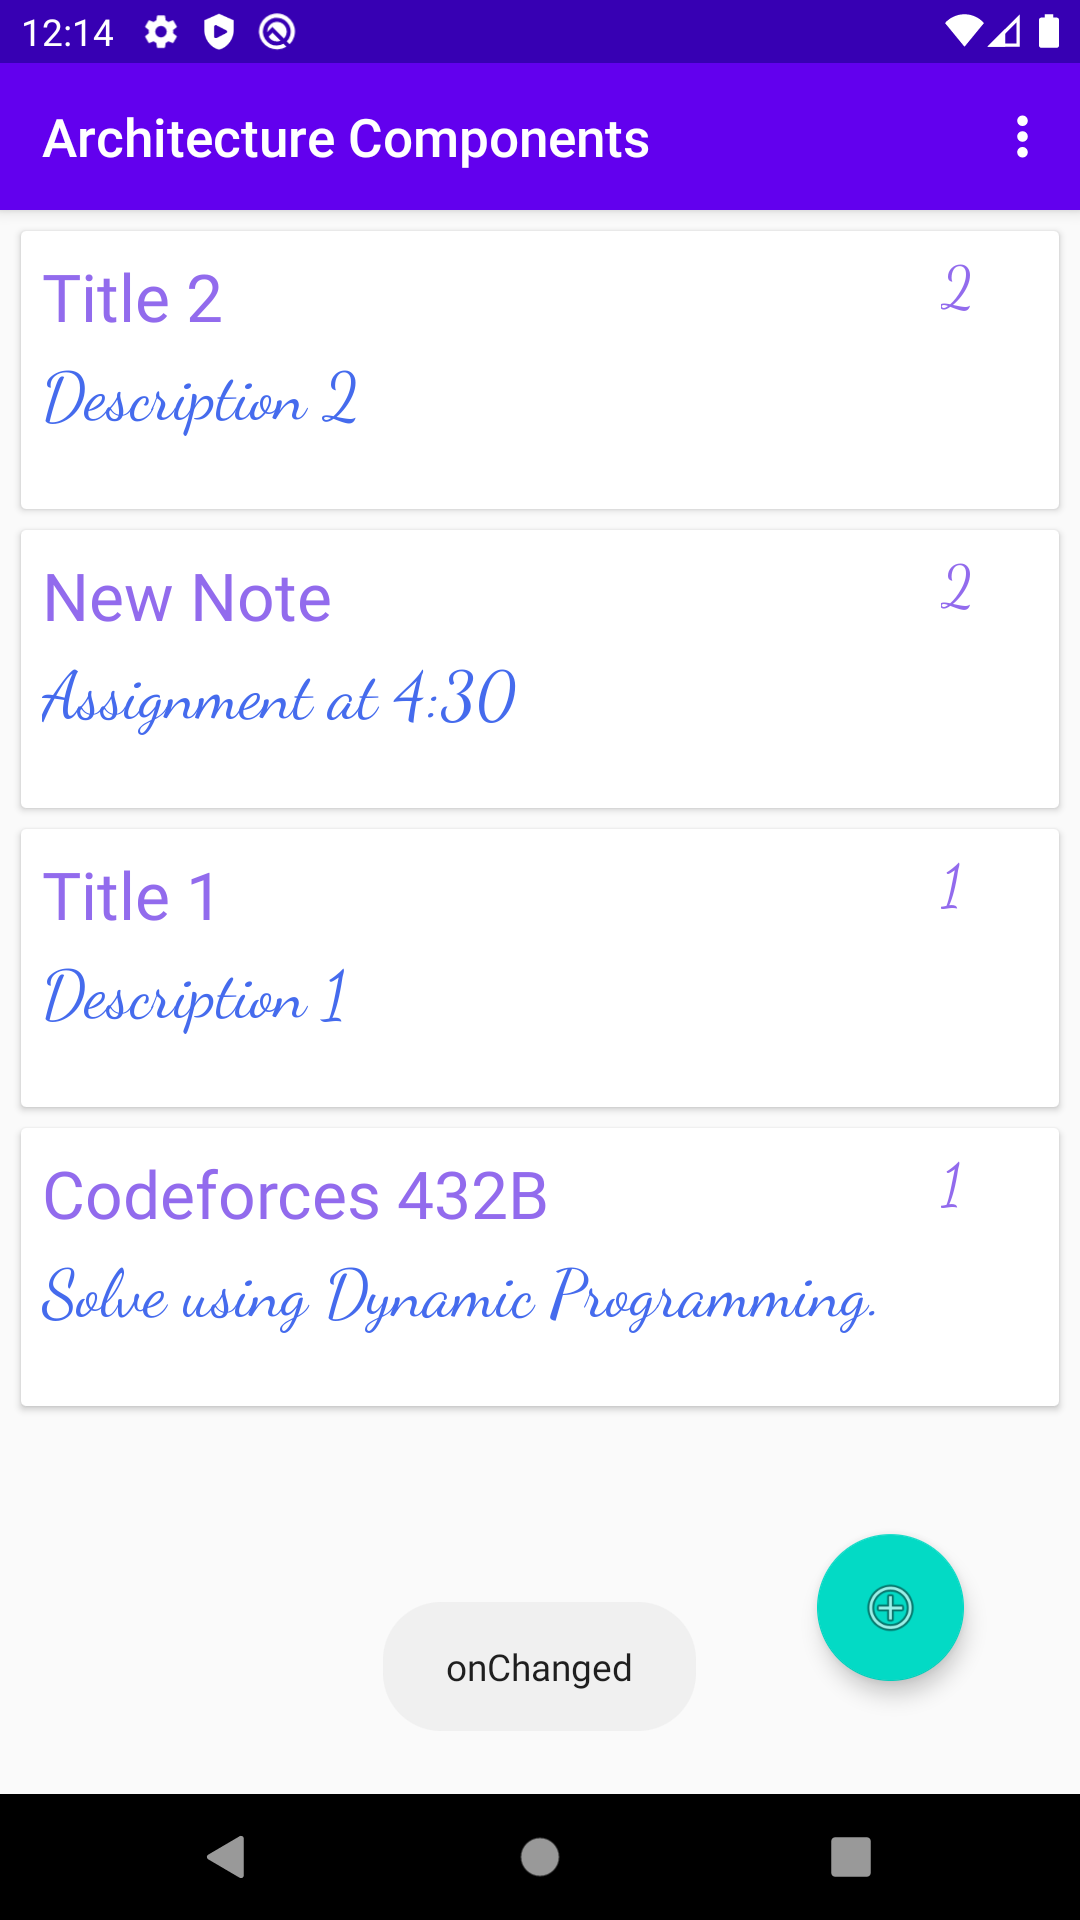 12:14
Architecture Components
Title 2 2
Description 2
New Note 2
Assignment at 4:30
Title 1 1
Description 1
Codeforces 432B 1
Solve using Dynamic Programming.
onChanged